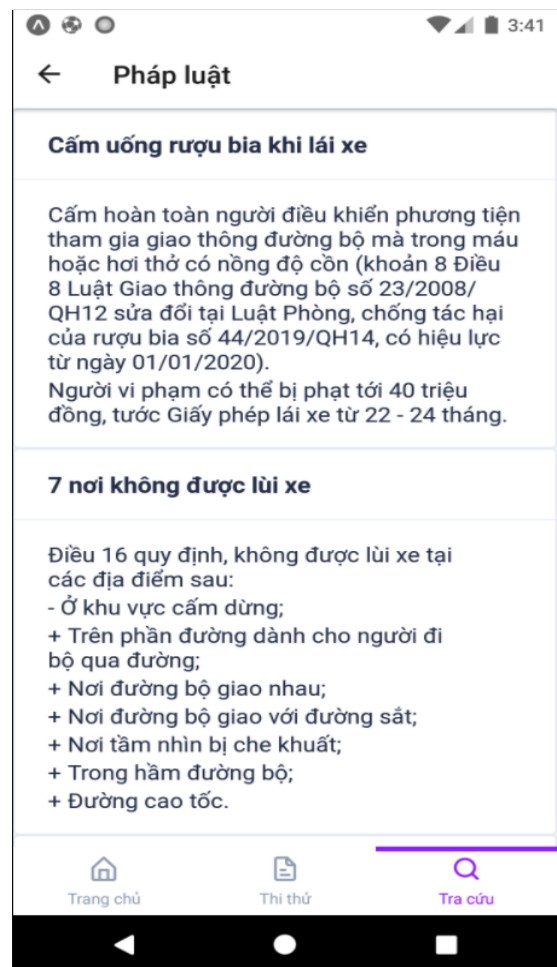 3:41
Pháp luật
Cấm uống rượu bia khi lái xe
Cấm hoàn toàn người điều khiển phương tiện
tham gia giao thông đường bộ mà trong máu
hoặc hơi thở có nồng độ cồn (khoản 8 Điều
8 Luật Giao thông đường bộ số 23/2008/
QH12 sửa đổi tại Luật Phòng, chống tác hại
của rượu bia số 44/2019/QH14, có hiệu lực
từ ngày 01/01/2020).
Người vi phạm có thể bị phạt tới 40 triệu
đồng, tước Giấy phép lái xe từ 22 - 24 tháng.
7 nơi không được lùi xe
Điều 16 quy định, không được lùi xe tại
các địa điểm sau:
- Ở khu vực cấm dừng;
+ Trên phần đường dành cho người đi
bộ qua đường;
+ Nơi đường bộ giao nhau;
+ Nơi đường bộ giao với đường sắt;
+ Nơi tầm nhìn bị che khuất;
+ Trong hầm đường bộ;
+ Đường cao tốc.
Trang chủ
Thi thử
Tra cứu